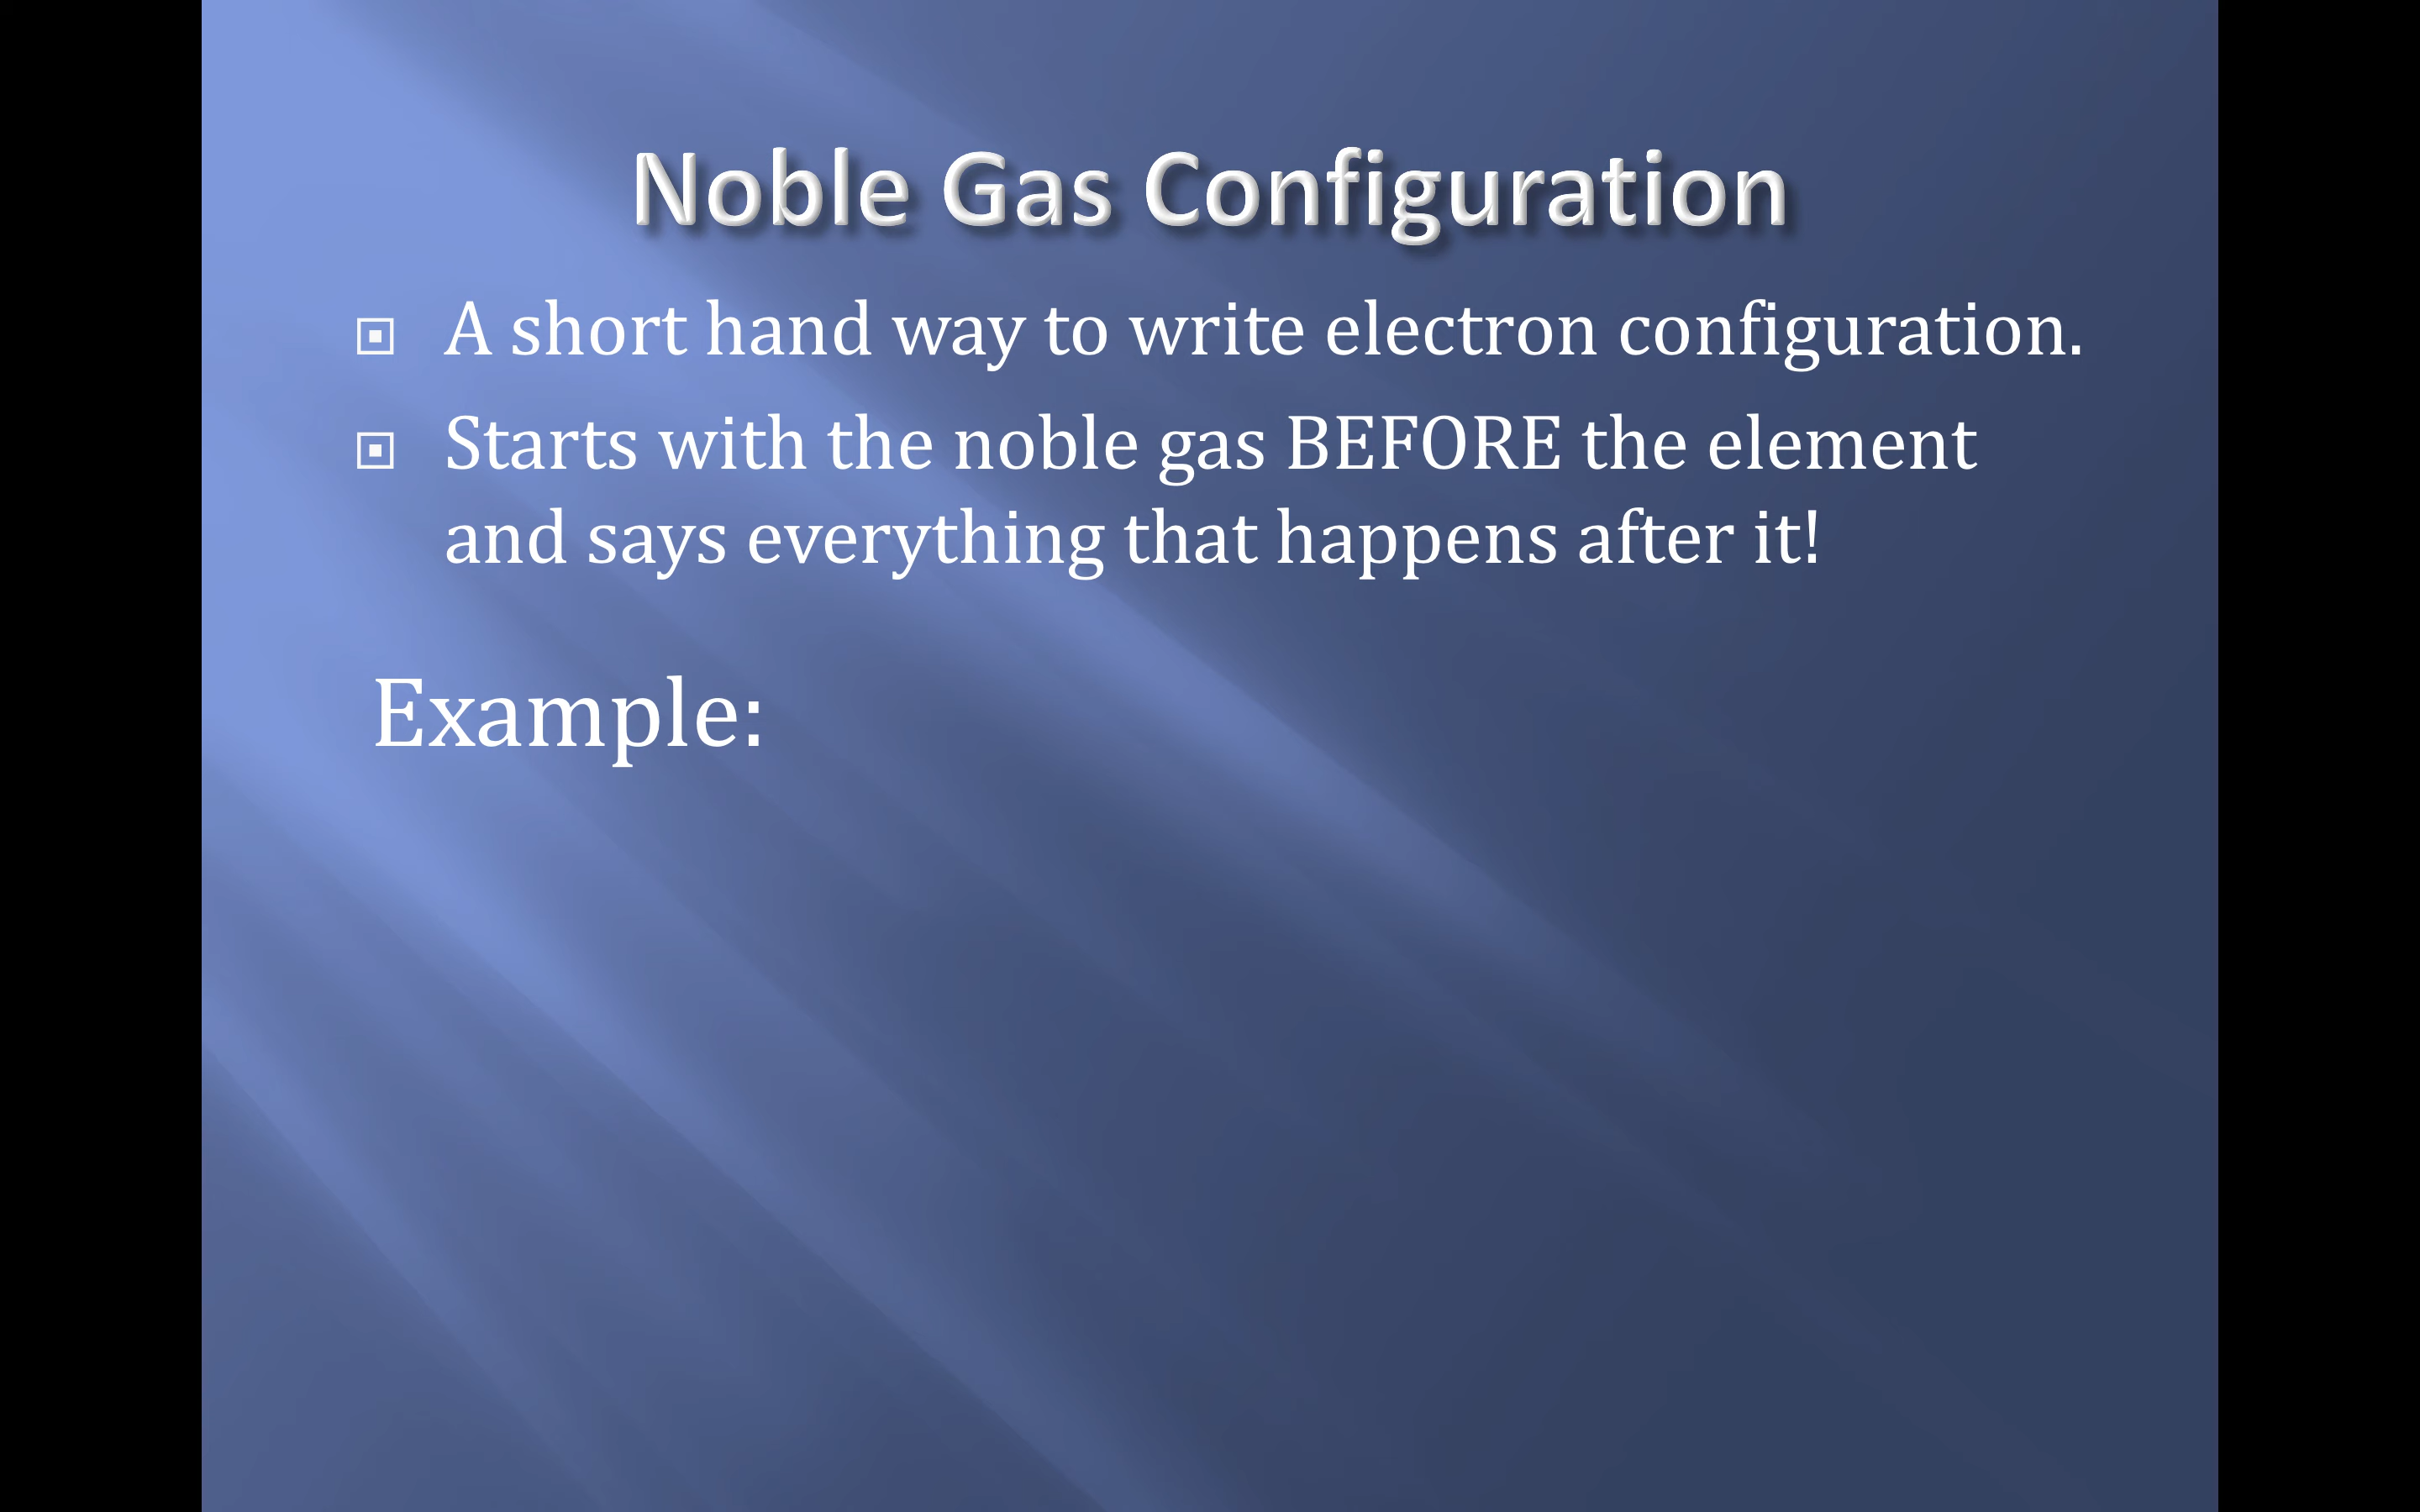 Noble Gas Configuration
A short hand way to write electron configuration.
Starts with the noble gas BEFORE the element
and says everything that happens after it!
Example: